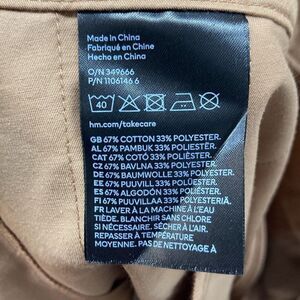 Made in China
Fabriqué en Chine
Hecho en China
O/N 349666
P/N 1106146 6
40
hm.com/takecare
GB 67% COTTON 33% POLYESTER.
AL 67% PAMBUK 33% POLIESTËR.
CAT 67% COTÓ 33% POLIÈSTER.
CZ 67% BAVLNA 33% POLYESTER.
DE 67% BAUMWOLLE 33% POLYESTER.
EE 67% PUUVILL 33% POLÜESTER.
ES 67% ALGODÓN 33% POLIÉSTER.
FI 67% PUUVILLAA 33% POLYESTERIÄ.
FR LAVER À LA MACHINE À L'EAU
TIÈDE. BLANCHIR SANS CHLORE
SI NÉCESSAIRE. SÉCHER À L'AIR.
REPASSER À TEMPÉRATURE
MOYENNE. PAS DE NETTOYAGE À